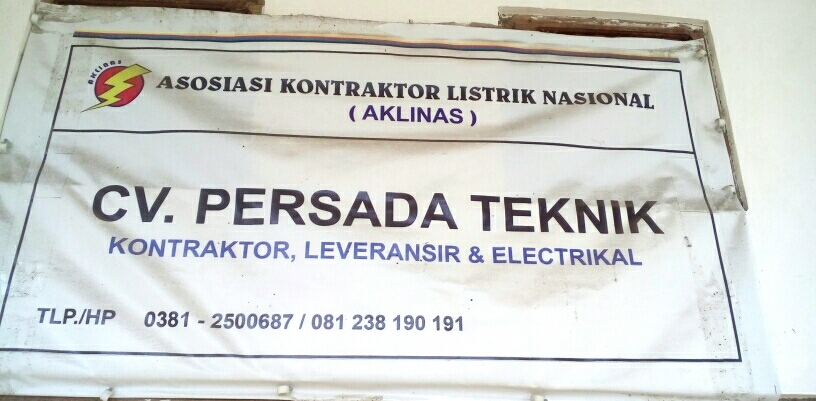 AKLINAS
ASOSIASI KONTRAKTOR LISTRIK NASIONAL
( AKLINAS )
CV. PERSADA TEKNIK
KONTRAKTOR, LEVERANSIR & ELECTRIKAL
TLP./HP 0381 - 2500687 / 081 238 190 191